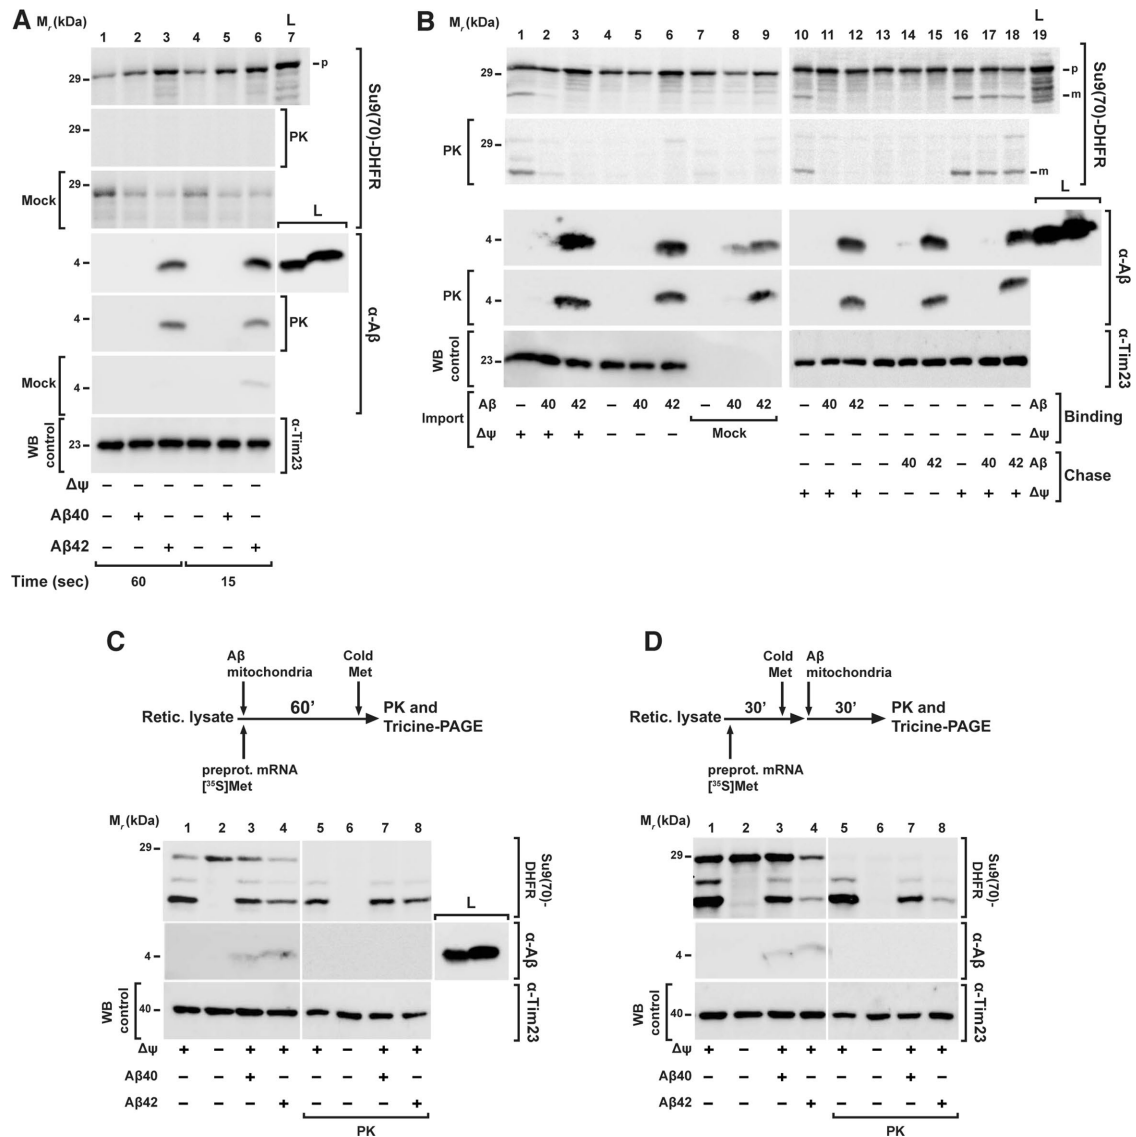 A
M_r (kDa)
L
1 2 3 4 5 6 7
29
p
Su9(70)-DHFR
29
PK
Mock
29
L
4
α-Aβ
4
PK
Mock
4
WB control
23
α-Tim23
Δψ – – – – – –
Aβ40 – + – – + –
Aβ42 – – + – – +
Time (sec) 60 15
B
M_r (kDa)
L
1 2 3 4 5 6 7 8 9 10 11 12 13 14 15 16 17 18 19
29
p
m
Su9(70)-DHFR
PK
29
m
L
4
α-Aβ
PK
4
WB control
23
α-Tim23
Import
Aβ – 40 42 – 40 42 – 40 42 – 40 42 – – – – – – Aβ
Δψ + + + – – – Mock – – – – – – – – – Δψ
Binding
– – – – 40 42 – 40 42 Aβ
+ + + – – – + + + Δψ
Chase
C
Aβ
mitochondria
Cold
Met
Retic. lysate
60’
PK and
Tricine-PAGE
preprot. mRNA
[³⁵S]Met
M_r (kDa)
1 2 3 4 5 6 7 8
29
Su9(70)-
DHFR
L
4
α-Aβ
WB
control
40
α-Tim23
Δψ + – + + + – + +
Aβ40 – – + – – – + –
Aβ42 – – – + – – – +
PK
D
Cold
Met
Aβ
mitochondria
Retic. lysate
30’
30’
PK and
Tricine-PAGE
preprot. mRNA
[³⁵S]Met
M_r (kDa)
1 2 3 4 5 6 7 8
29
Su9(70)-
DHFR
4
α-Aβ
WB
control
40
α-Tim23
Δψ + – + + + – + +
Aβ40 – – + – – – + –
Aβ42 – – – + – – – +
PK